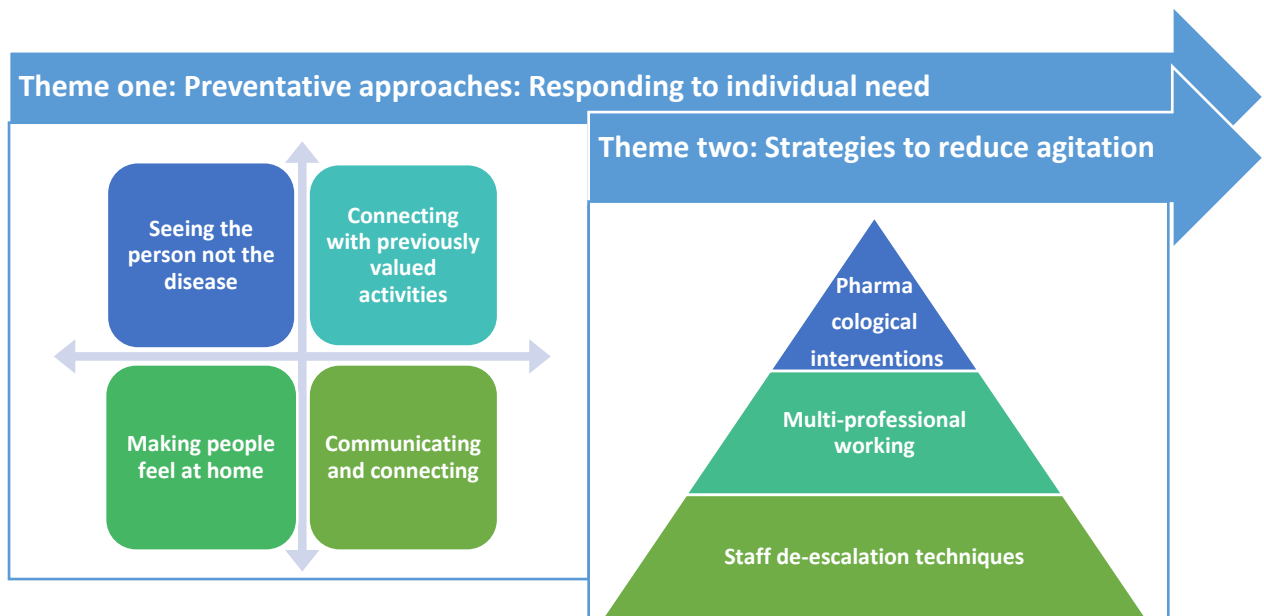 Theme one: Preventative approaches: Responding to individual need
Seeing the
person not the
disease
Connecting
with previously
valued
activities
Making people
feel at home
Communicating
and connecting
Theme two: Strategies to reduce agitation
Pharma
cological
interventions
Multi-professional
working
Staff de-escalation techniques